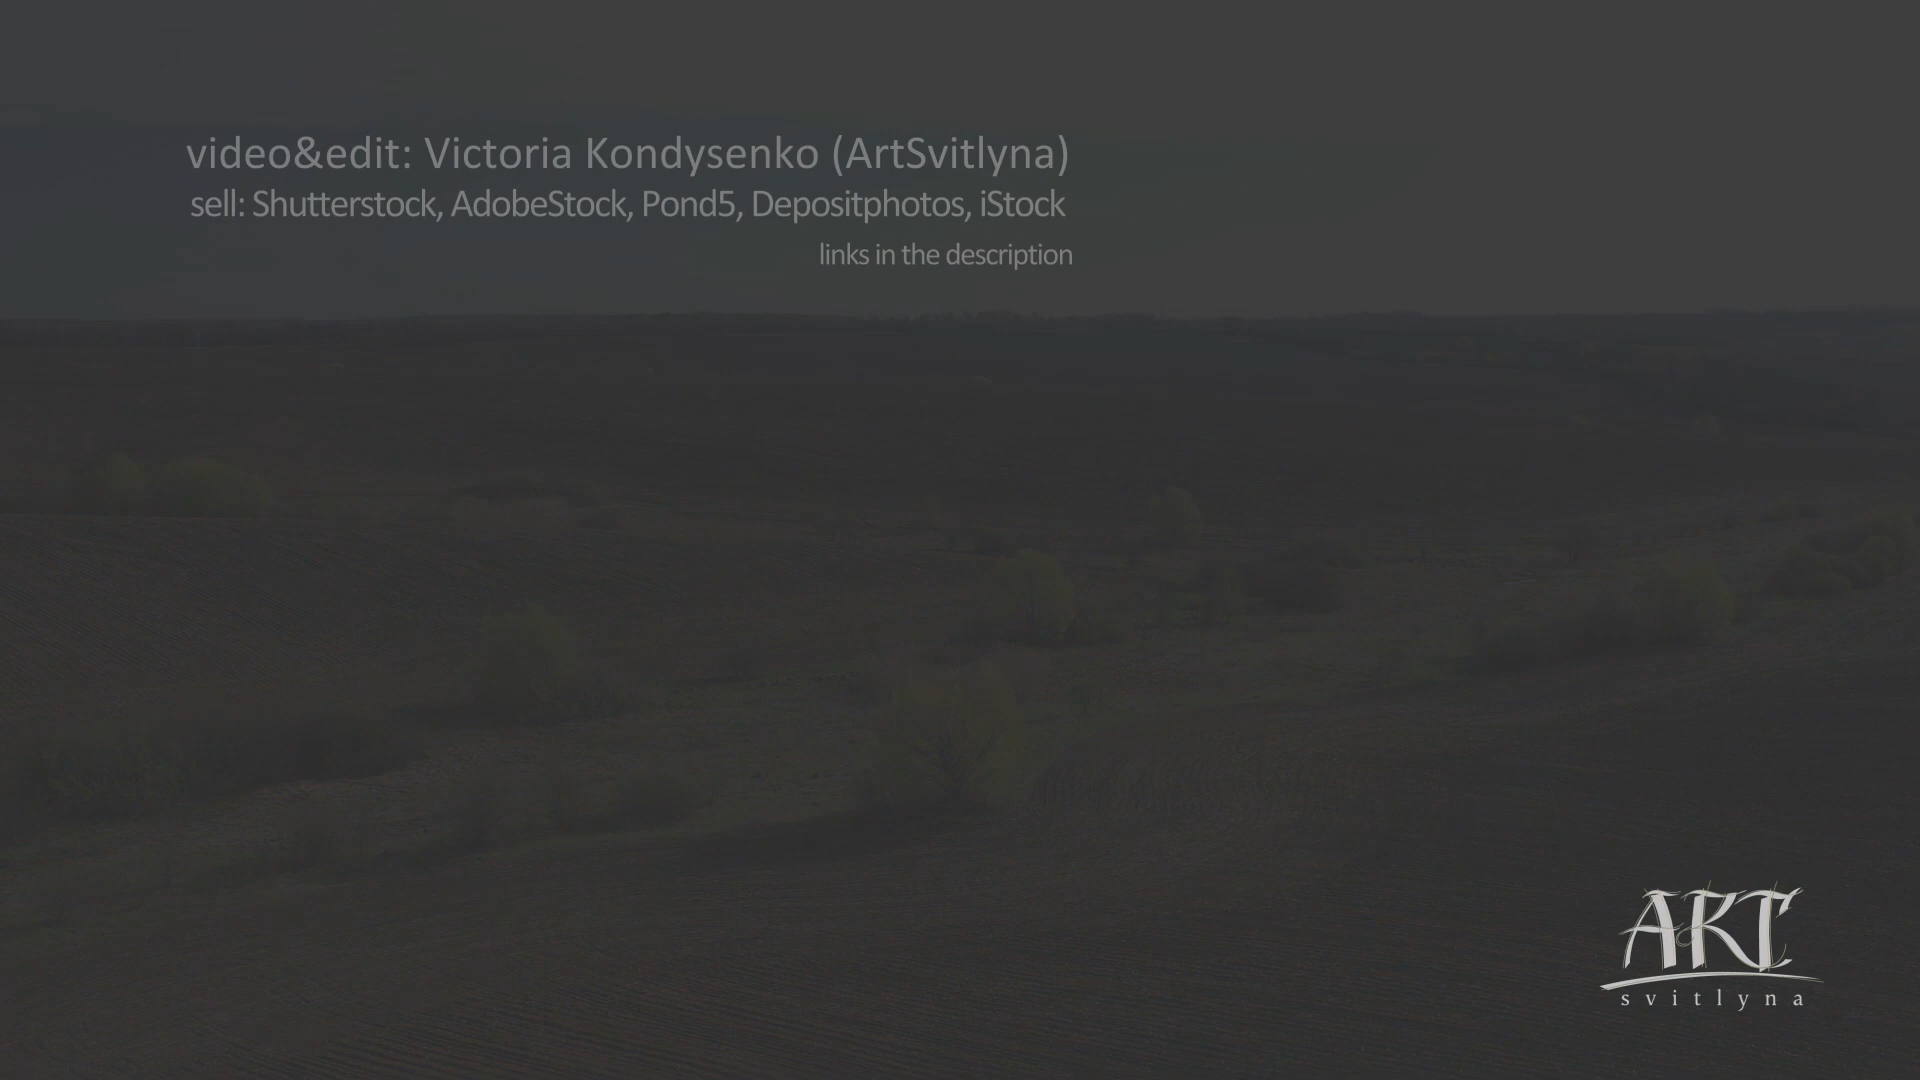 video&edit: Victoria Kondysenko (ArtSvitlyna)
sell: Shutterstock, AdobeStock, Pond5, Depositphotos, iStock
links in the description
ART
svitlyna